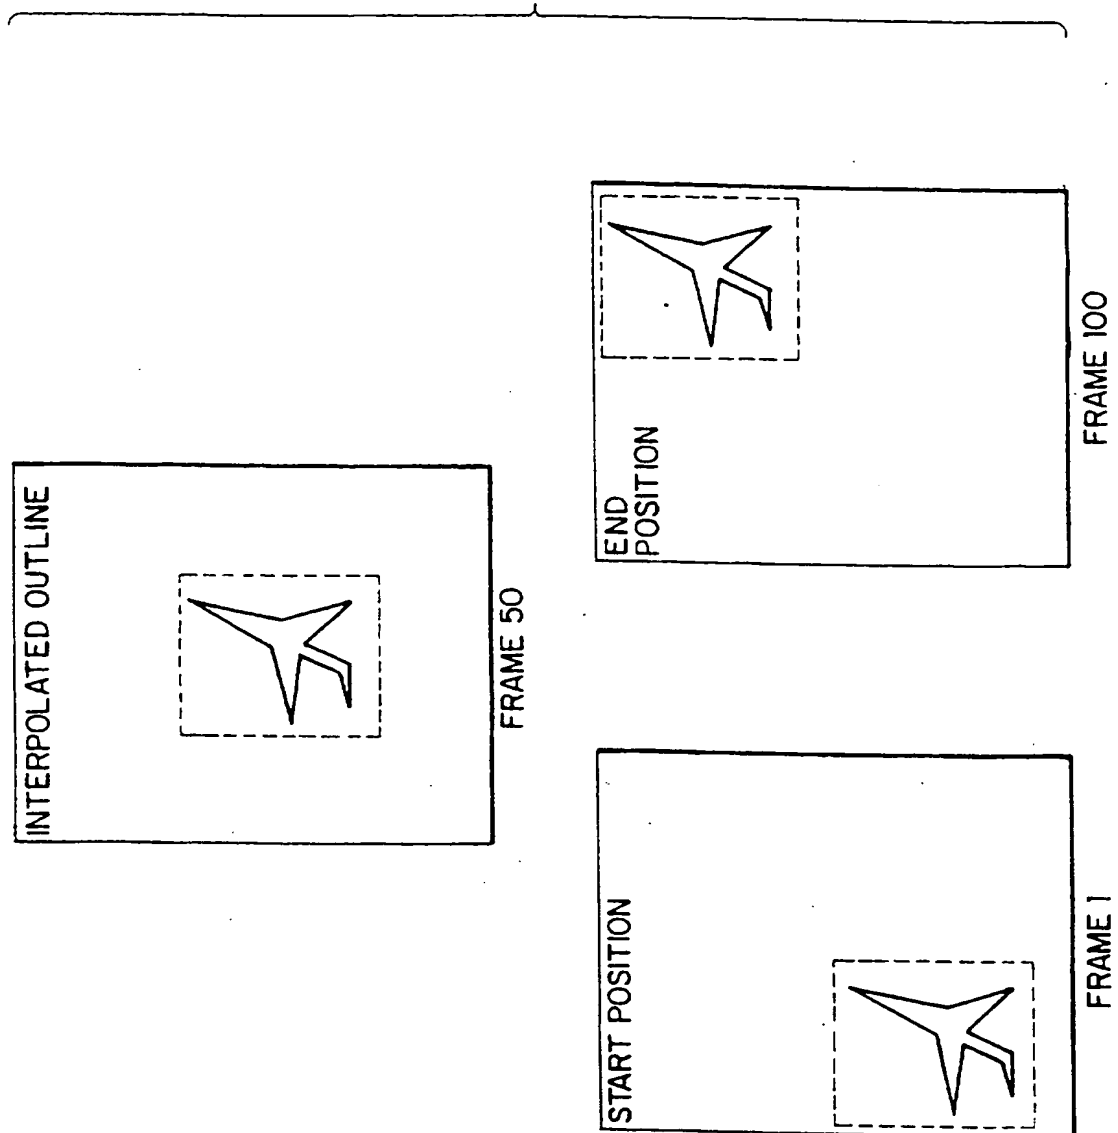 INTERPOLATED OUTLINE
FRAME 50
START POSITION
FRAME 1
END
POSITION
FRAME 100